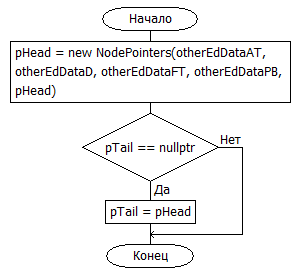 Начало
pHead = new NodePointers(otherEdDataAT,
otherEdDataD, otherEdDataFT, otherEdDataPB,
pHead)
pTail == nullptr
Нет
Да
pTail = pHead
Конец